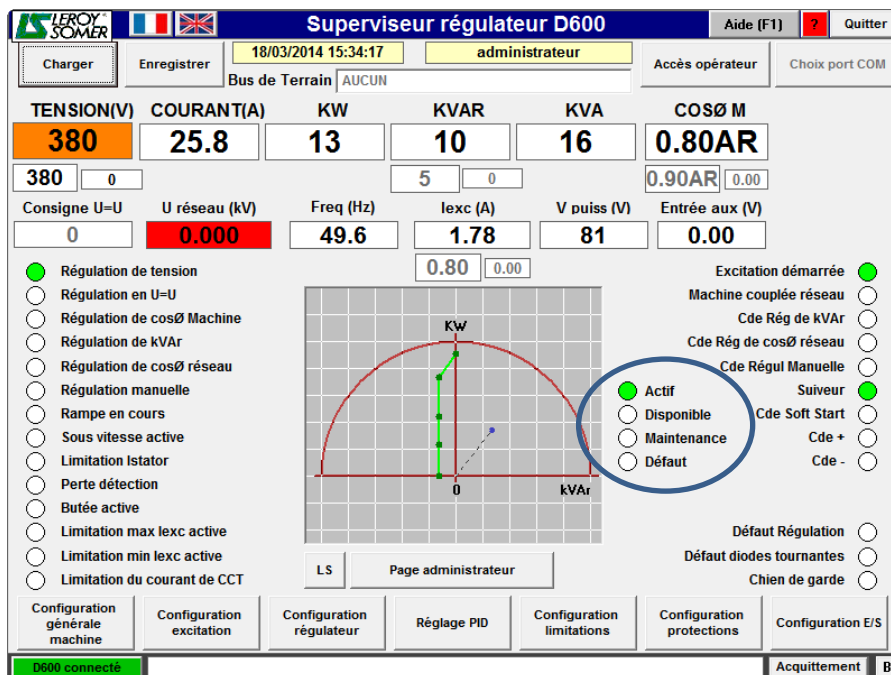 LEROY SOMER
Superviseur régulateur D600
Aide (F1) ? Quitter
Charger
Enregistrer
18/03/2014 15:34:17
administrateur
Bus de Terrain AUCUN
Accès opérateur
Choix port COM
TENSION(V) COURANT(A) KW KVAR KVA COSØ M
380 25.8 13 10 16 0.80AR
380 0 5 0 0.90AR 0.00
Consigne U=U U réseau (kV) Freq (Hz) Iexc (A) V puiss (V) Entrée aux (V)
0 0.000 49.6 1.78 81 0.00
0.80 0.00
Régulation de tension
Régulation en U=U
Régulation de cosØ Machine
Régulation de kVAr
Régulation de cosØ réseau
Régulation manuelle
Rampe en cours
Sous vitesse active
Limitation Istator
Perte détection
Butée active
Limitation max Iexc active
Limitation min Iexc active
Limitation du courant de CCT
KW
0
kVAr
LS
Page administrateur
Actif
Disponible
Maintenance
Défaut
Excitation démarrée
Machine couplée réseau
Cde Rég de kVAr
Cde Rég de cosØ réseau
Cde Régul Manuelle
Suiveur
Cde Soft Start
Cde +
Cde -
Défaut Régulation
Défaut diodes tournantes
Chien de garde
Configuration
générale
machine
Configuration
excitation
Configuration
régulateur
Réglage PID
Configuration
limitations
Configuration
protections
Configuration E/S
D600 connecté
Acquittement B